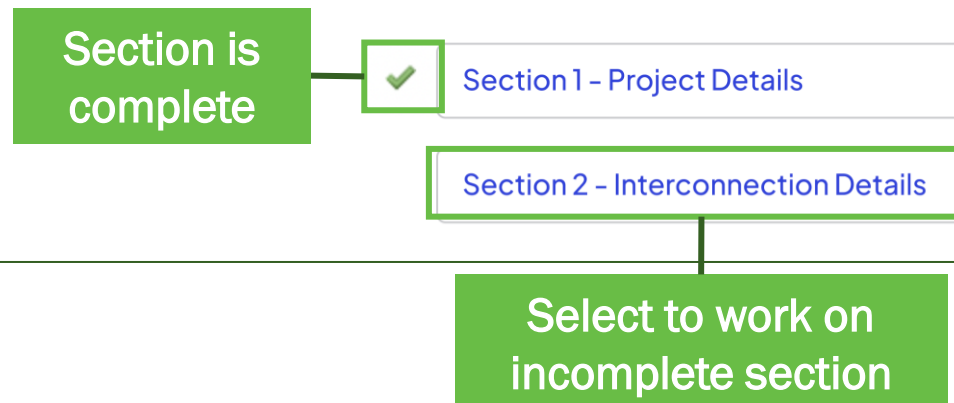 Section is
complete
Section 1 – Project Details
Section 2 – Interconnection Details
Select to work on
incomplete section